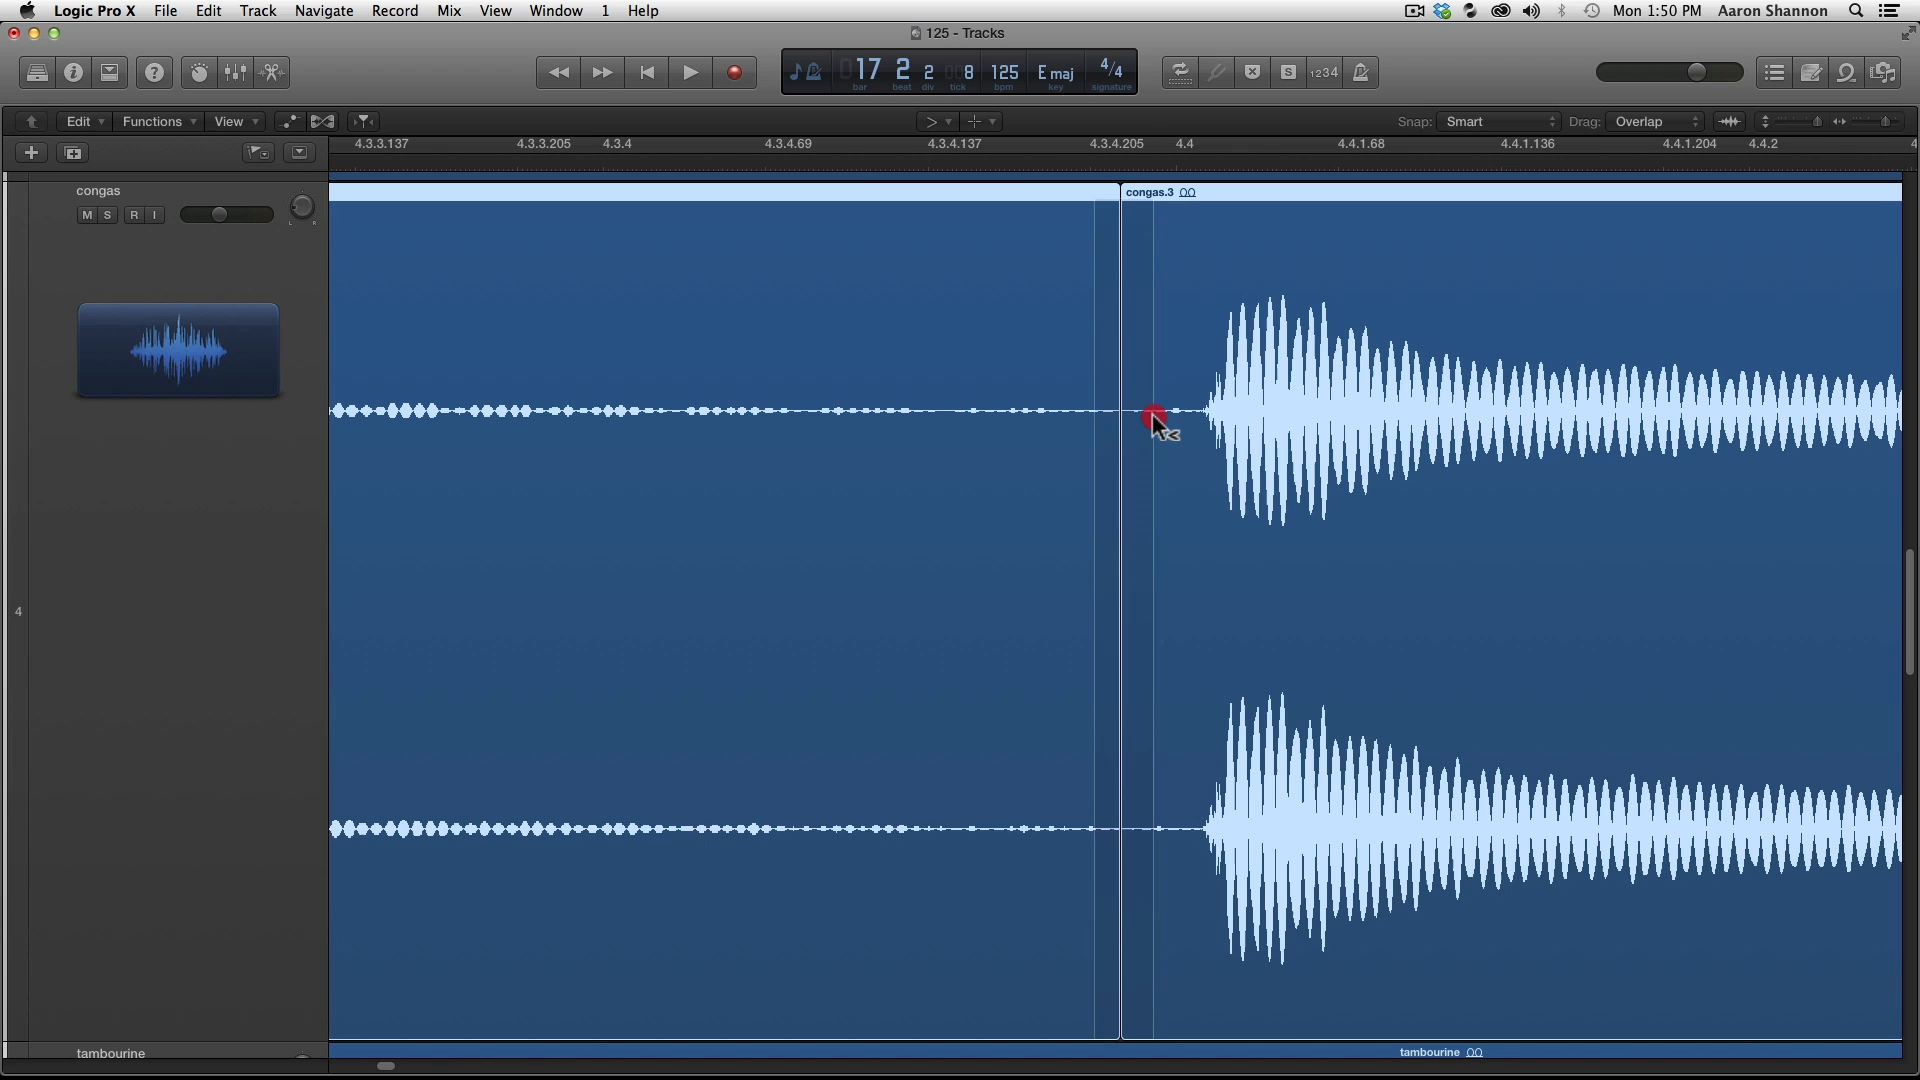 Logic Pro X File Edit Track Navigate Record Mix View Window 1 Help Mon 1:50 PM Aaron Shannon
125 - Tracks
17 2 2 8 125 E maj 4/4
bar beat div tick bpm key signature
S 1234
Edit Functions View Snap: Smart Drag: Overlap
4.3.3.137 4.3.3.205 4.3.4 4.3.4.69 4.3.4.137 4.3.4.205 4.4 4.4.1.68 4.4.1.136 4.4.1.204 4.4.2 4
congas
congas.3
M S R I
L R
4
tambourine
tambourine